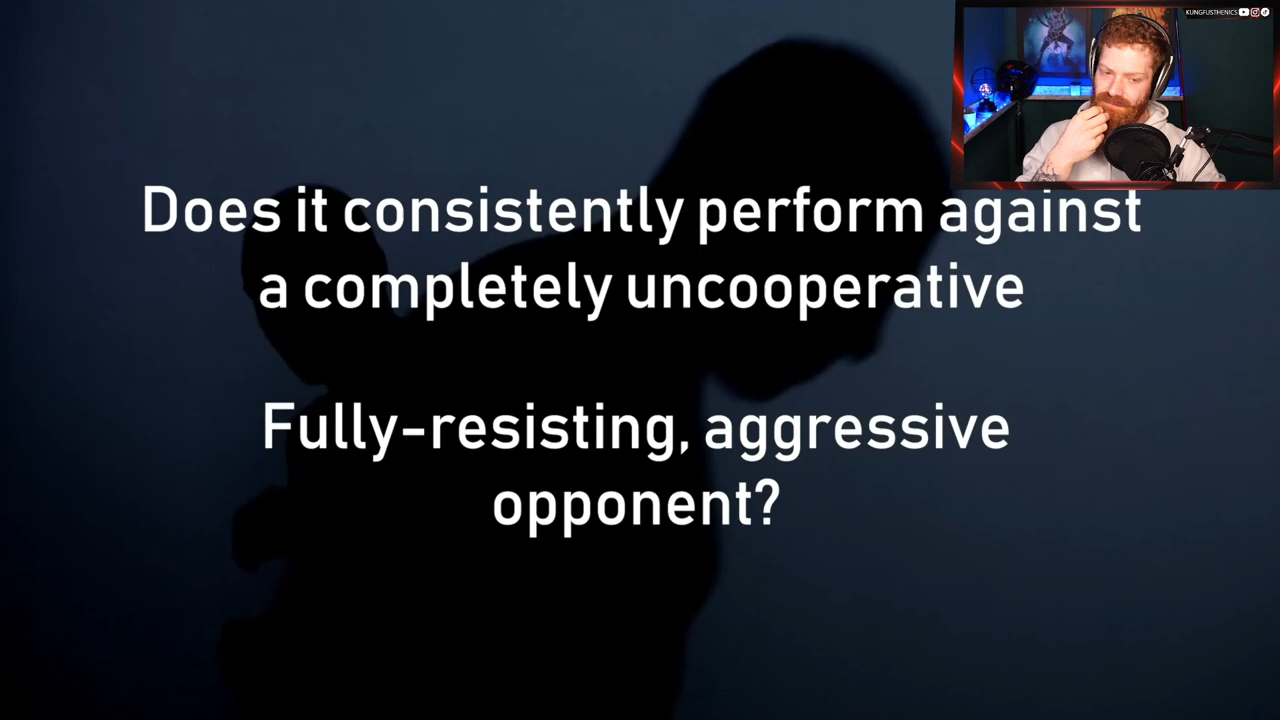 KUNGFUSTHENICS
Does it consistently perform against
a completely uncooperative
Fully-resisting, aggressive
opponent?